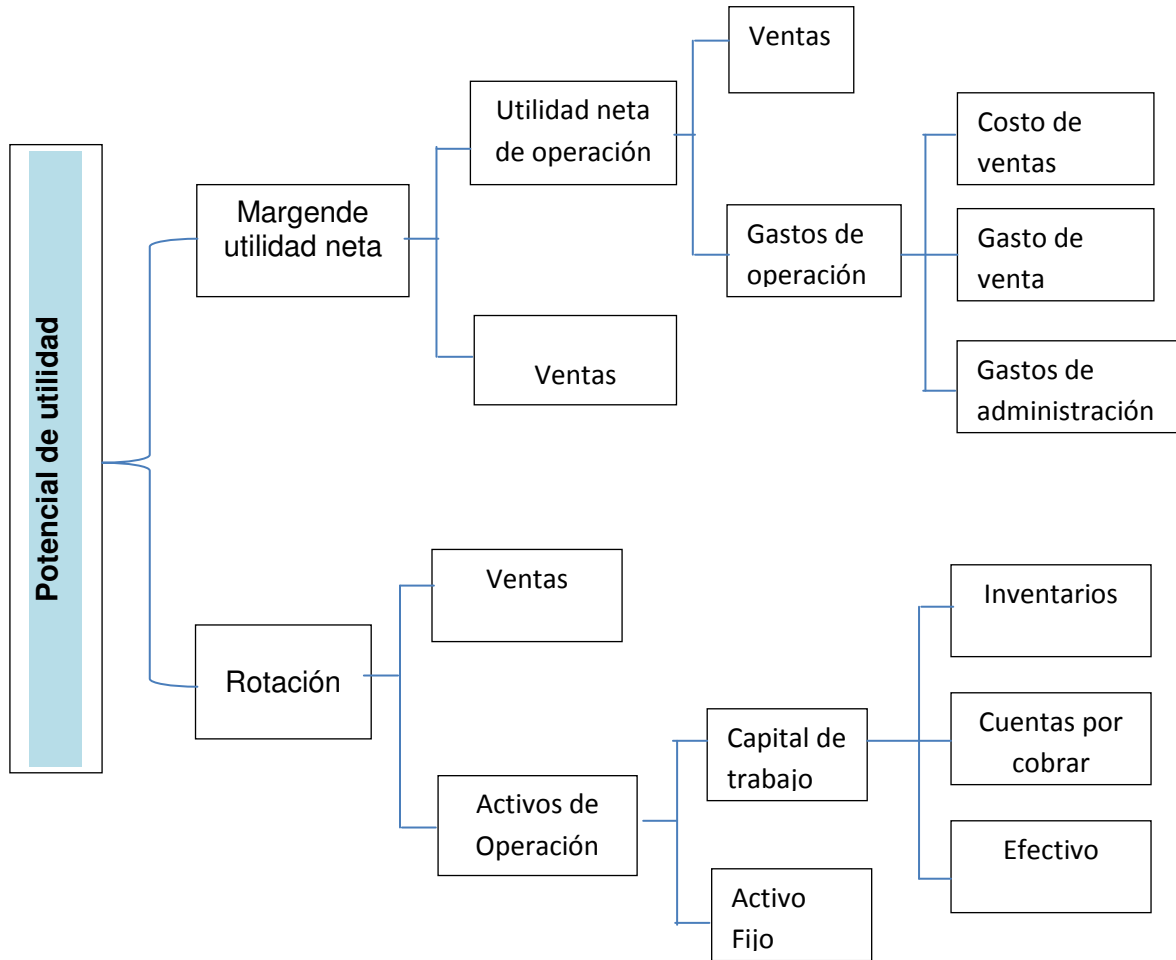 Potencial de utilidad
Margende
utilidad neta
Utilidad neta
de operación
Ventas
Gastos de
operación
Costo de
ventas
Gasto de
venta
Gastos de
administración
Ventas
Rotación
Ventas
Activos de
Operación
Capital de
trabajo
Inventarios
Cuentas por
cobrar
Efectivo
Activo
Fijo